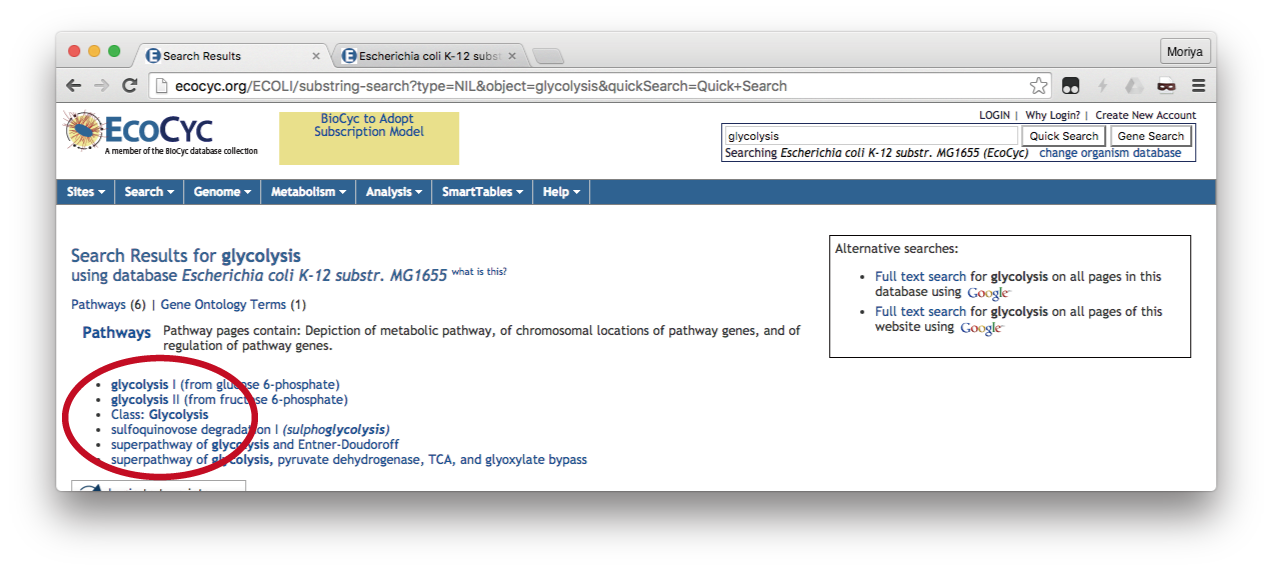 Search Results
Escherichia coli K-12 subst
Moriya
ecocyc.org/ECOLI/substring-search?type=NIL&object=glycolysis&quickSearch=Quick+Search
LOGIN | Why Login? | Create New Account
ECOCYC
A member of the BioCyc database collection
BioCyc to Adopt
Subscription Model
glycolysis
Quick Search
Gene Search
Searching Escherichia coli K-12 substr. MG1655 (EcoCyc) change organism database
Sites Search Genome Metabolism Analysis SmartTables Help
Search Results for glycolysis
using database Escherichia coli K-12 substr. MG1655 what is this?
Pathways (6) | Gene Ontology Terms (1)
Pathways Pathway pages contain: Depiction of metabolic pathway, of chromosomal locations of pathway genes, and of
regulation of pathway genes.
• glycolysis I (from glucose 6-phosphate)
• glycolysis II (from fructose 6-phosphate)
• Class: Glycolysis
• sulfoquinovose degradation I (sulphoglycolysis)
• superpathway of glycolysis and Entner-Doudoroff
• superpathway of glycolysis, pyruvate dehydrogenase, TCA, and glyoxylate bypass
Alternative searches:
• Full text search for glycolysis on all pages in this
database using Google
• Full text search for glycolysis on all pages of this
website using Google